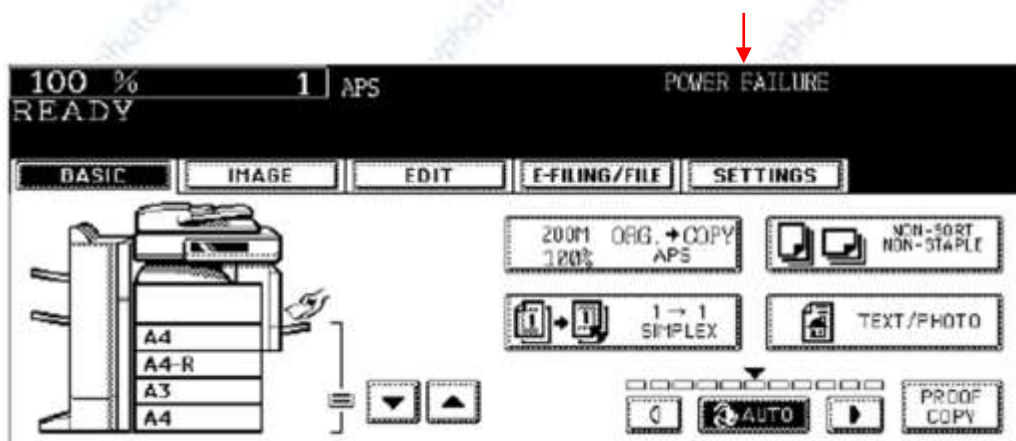 100 % 1 APS POWER FAILURE
READY
BASIC IMAGE EDIT E-FILING/FILE SETTINGS
ZOOM ORG.→COPY
100% APS
NON-SORT
NON-STAPLE
1 → 1
SIMPLEX
TEXT/PHOTO
A4
A4-R
A3
A4
AUTO
PROOF
COPY